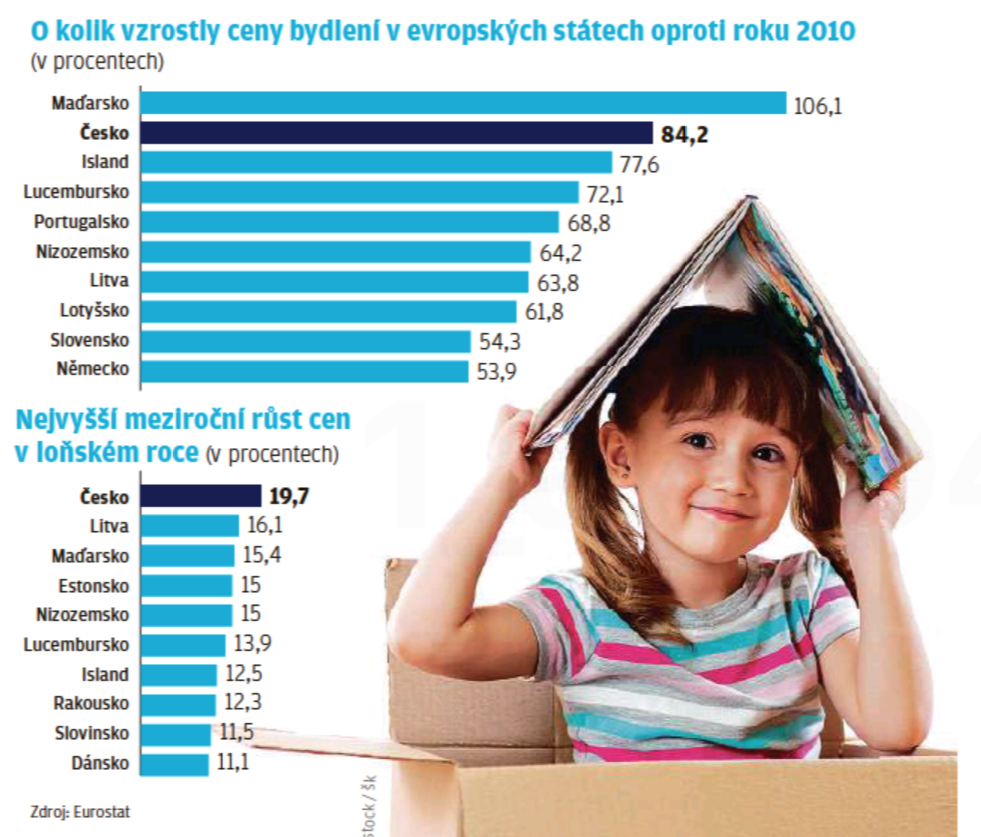 O kolik vzrostly ceny bydlení v evropských státech oproti roku 2010
(v procentech)
Maďarsko 106,1
Česko 84,2
Island 77,6
Lucembursko 72,1
Portugalsko 68,8
Nizozemsko 64,2
Litva 63,8
Lotyšsko 61,8
Slovensko 54,3
Německo 53,9
Nejvyšší meziroční růst cen
v loňském roce (v procentech)
Česko 19,7
Litva 16,1
Maďarsko 15,4
Estonsko 15
Nizozemsko 15
Lucembursko 13,9
Island 12,5
Rakousko 12,3
Slovinsko 11,5
Dánsko 11,1
Zdroj: Eurostat
stock / šk